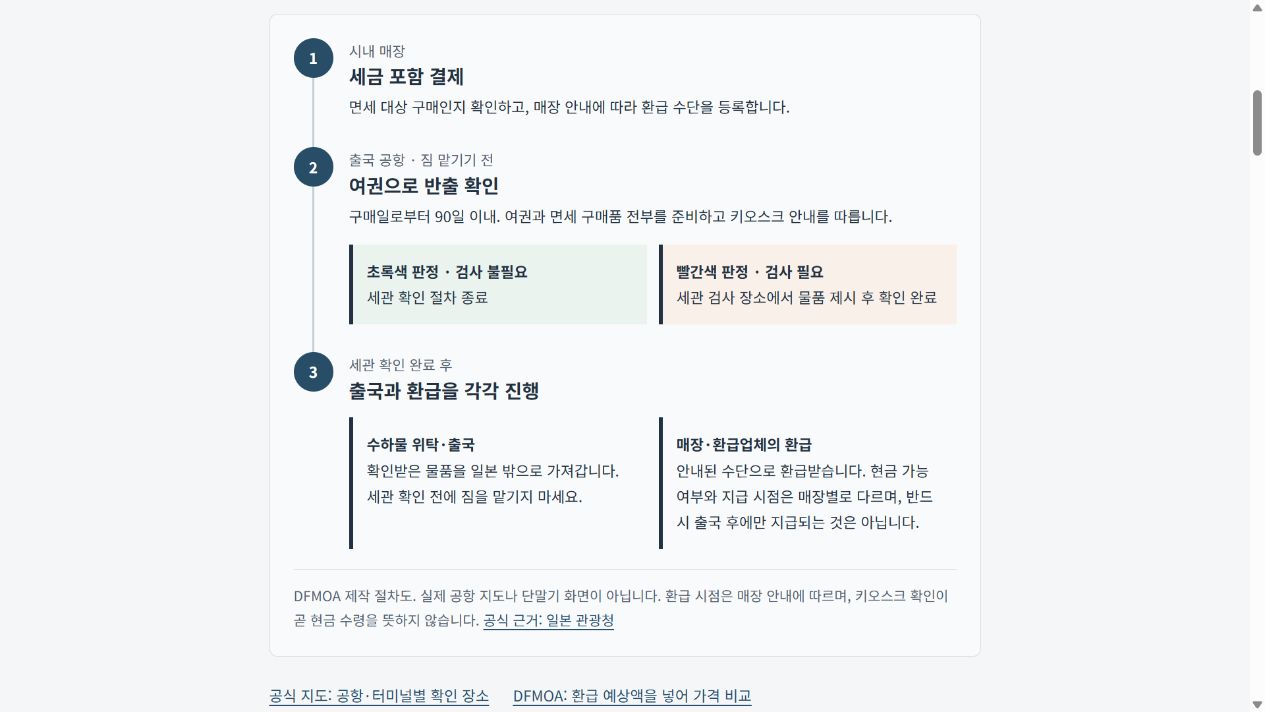 1
시내 매장
세금 포함 결제
면세 대상 구매인지 확인하고, 매장 안내에 따라 환급 수단을 등록합니다.
2
출국 공항 · 짐 맡기기 전
여권으로 반출 확인
구매일로부터 90일 이내. 여권과 면세 구매품 전부를 준비하고 키오스크 안내를 따릅니다.
초록색 판정 · 검사 불필요
세관 확인 절차 종료
빨간색 판정 · 검사 필요
세관 검사 장소에서 물품 제시 후 확인 완료
3
세관 확인 완료 후
출국과 환급을 각각 진행
수하물 위탁·출국
확인받은 물품을 일본 밖으로 가져갑니다.
세관 확인 전에 짐을 맡기지 마세요.
매장·환급업체의 환급
안내된 수단으로 환급받습니다. 현금 가능
여부와 지급 시점은 매장별로 다르며, 반드
시 출국 후에만 지급되는 것은 아닙니다.
DFMOA 제작 절차도. 실제 공항 지도나 단말기 화면이 아닙니다. 환급 시점은 매장 안내에 따르며, 키오스크 확인이
곧 현금 수령을 뜻하지 않습니다. 공식 근거: 일본 관광청
공식 지도: 공항·터미널별 확인 장소
DFMOA: 환급 예상액을 넣어 가격 비교